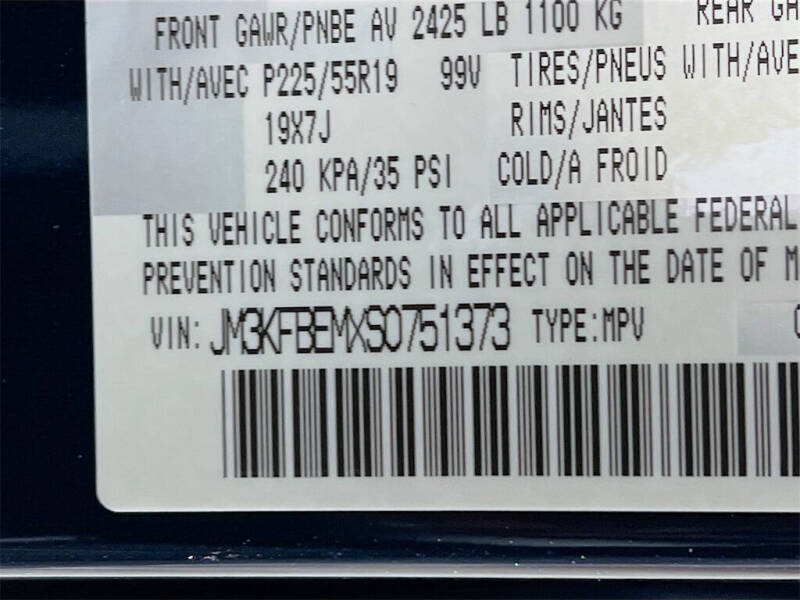 FRONT GAWR/PNBE AV 2425 LB 1100 KG REAR
WITH/AVEC P225/55R19 99V TIRES/PNEUS WITH/AVE
19X7J RIMS/JANTES
240 KPA/35 PSI COLD/A FROID
THIS VEHICLE CONFORMS TO ALL APPLICABLE FEDERAL
PREVENTION STANDARDS IN EFFECT ON THE DATE OF M
VIN: JM3KFBEMXS0751373 TYPE:MPV